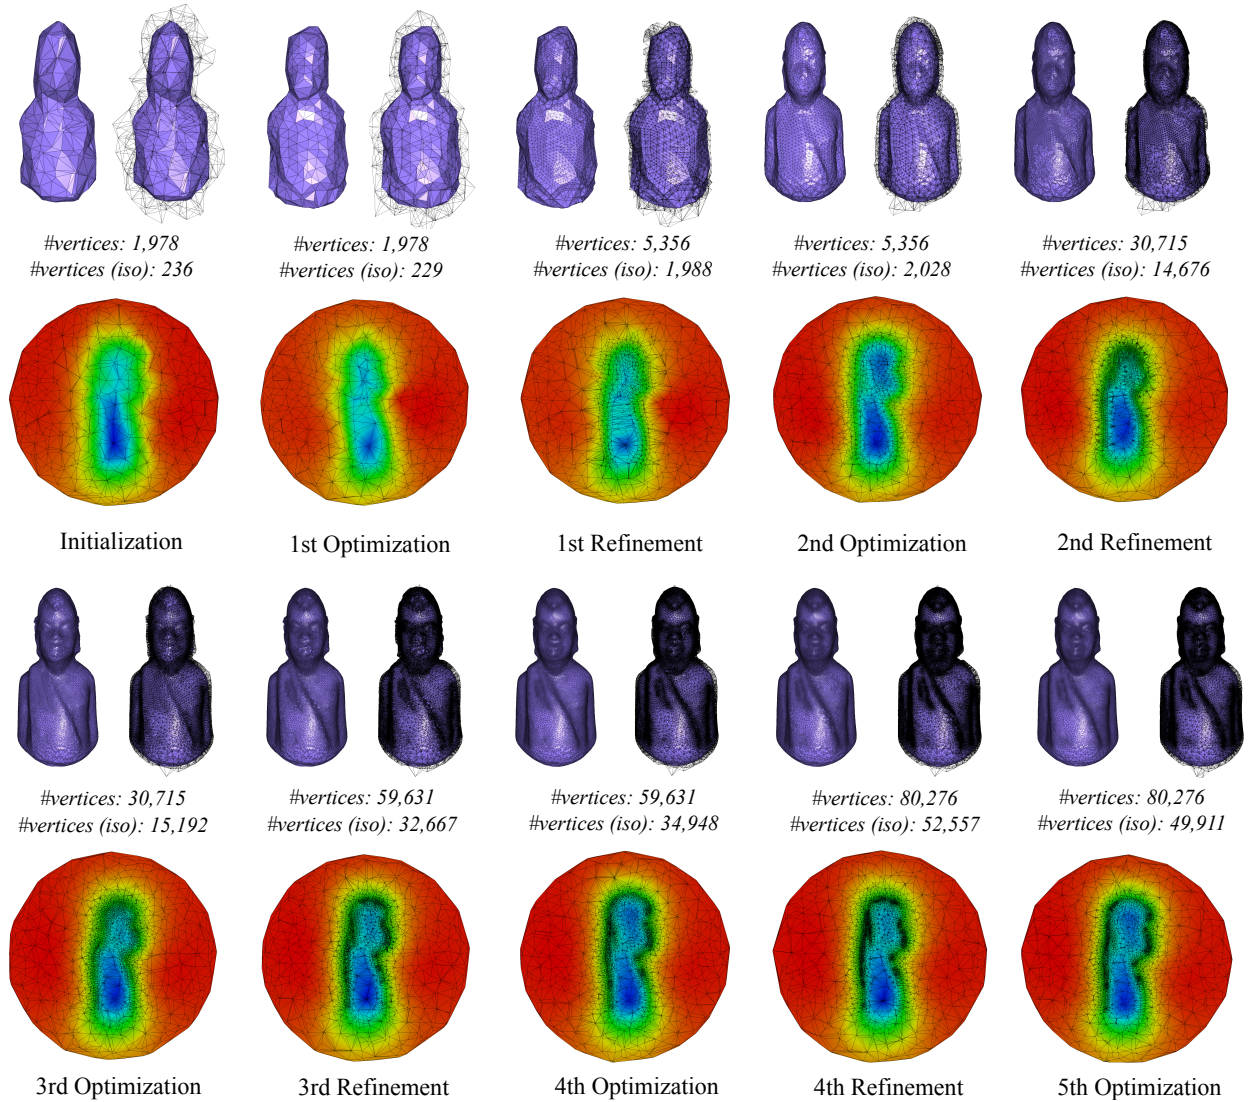 #vertices: 1,978
#vertices (iso): 236
#vertices: 1,978
#vertices (iso): 229
#vertices: 5,356
#vertices (iso): 1,988
#vertices: 5,356
#vertices (iso): 2,028
#vertices: 30,715
#vertices (iso): 14,676
Initialization
1st Optimization
1st Refinement
2nd Optimization
2nd Refinement
#vertices: 30,715
#vertices (iso): 15,192
#vertices: 59,631
#vertices (iso): 32,667
#vertices: 59,631
#vertices (iso): 34,948
#vertices: 80,276
#vertices (iso): 52,557
#vertices: 80,276
#vertices (iso): 49,911
3rd Optimization
3rd Refinement
4th Optimization
4th Refinement
5th Optimization